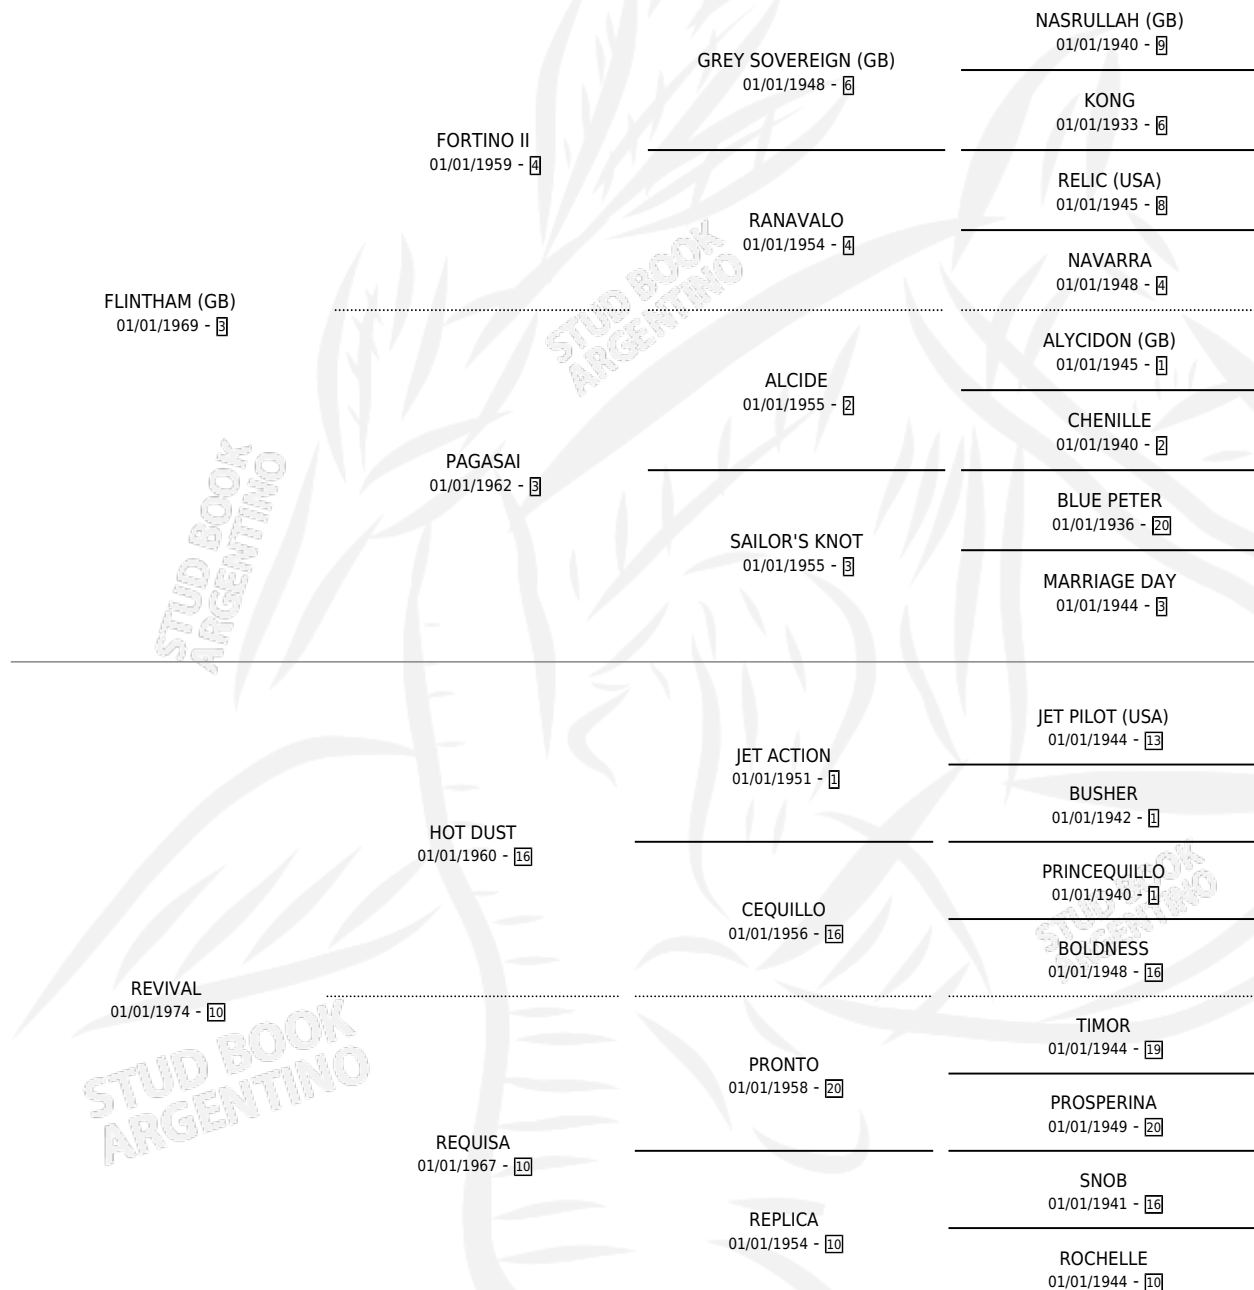 NASRULLAH (GB)
01/01/1940 - 9
GREY SOVEREIGN (GB)
01/01/1948 - 6
KONG
01/01/1933 - 6
FORTINO II
01/01/1959 - 4
RELIC (USA)
01/01/1945 - 8
RANAVALO
01/01/1954 - 4
NAVARRA
01/01/1948 - 4
FLINTHAM (GB)
01/01/1969 - 3
ALYCIDON (GB)
01/01/1945 - 1
ALCIDE
01/01/1955 - 2
CHENILLE
01/01/1940 - 2
PAGASAI
01/01/1962 - 3
BLUE PETER
01/01/1936 - 20
SAILOR'S KNOT
01/01/1955 - 3
MARRIAGE DAY
01/01/1944 - 3
JET PILOT (USA)
01/01/1944 - 13
JET ACTION
01/01/1951 - 1
BUSHER
01/01/1942 - 1
HOT DUST
01/01/1960 - 16
PRINCEQUILLO
01/01/1940 - 1
CEQUILLO
01/01/1956 - 16
BOLDNESS
01/01/1948 - 16
REVIVAL
01/01/1974 - 10
TIMOR
01/01/1944 - 19
PRONTO
01/01/1958 - 20
PROSPERINA
01/01/1949 - 20
REQUISA
01/01/1967 - 10
SNOB
01/01/1941 - 16
REPLICA
01/01/1954 - 10
ROCHELLE
01/01/1944 - 10
STUD BOOK
ARGENTINO
STUD BOOK
ARGENTINO
STUD BOOK
ARGENTINO
STUD BOOK
ARGENTINO